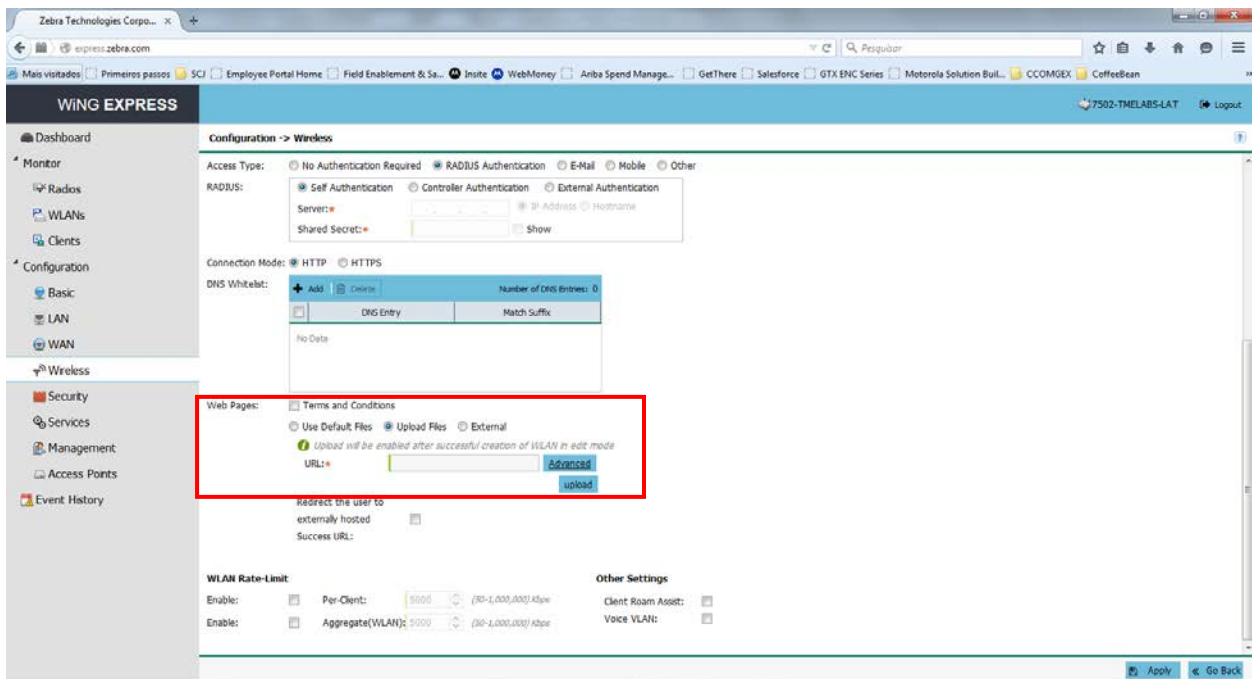 Zebra Technologies Corpo... × +
express.zebra.com
Pesquisar
Mais visitados Primeiros passos SCJ Employee Portal Home Field Enablement & Sa... Insite WebMoney Ariba Spend Manage... GetThere Salesforce GTX ENC Series Motorola Solution Buil... CCOMGEX CoffeeBean
WiNG EXPRESS
7502-TMELABS-LAT Logout
Dashboard
Monitor
Radios
WLANs
Clients
Configuration
Basic
LAN
WAN
Wireless
Security
Services
Management
Access Points
Event History
Configuration -> Wireless
Access Type: No Authentication Required RADIUS Authentication E-Mail Mobile Other
RADIUS: Self Authentication Controller Authentication External Authentication
Server:* IP Address Hostname
Shared Secret:* Show
Connection Mode: HTTP HTTPS
DNS Whitelist: Add Delete Number of DNS Entries: 0
DNS Entry Match Suffix
No Data
Web Pages: Terms and Conditions
Use Default Files Upload Files External
Upload will be enabled after successful creation of WLAN in edit mode
URL:* Advanced
upload
Redirect the user to
externally hosted
Success URL:
WLAN Rate-Limit Other Settings
Enable: Per-Client: 5000 (50-1,000,000) Kbps Client Roam Assist:
Enable: Aggregate(WLAN): 5000 (50-1,000,000) Kbps Voice VLAN:
Apply Go Back